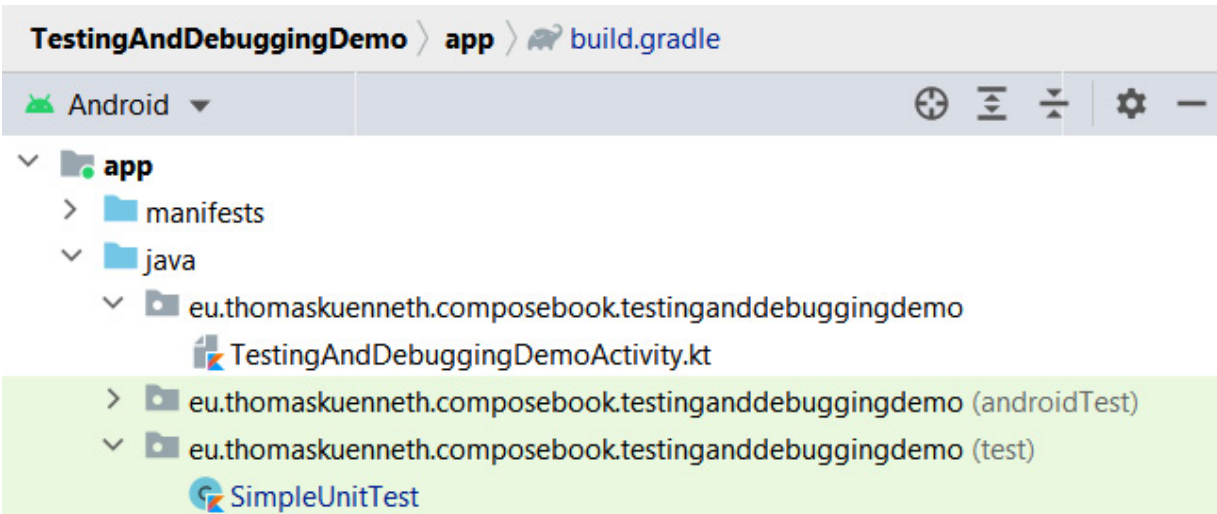 TestingAndDebuggingDemo 〉 app 〉 build.gradle
Android
app
manifests
java
eu.thomaskuenneth.composebook.testinganddebuggingdemo
TestingAndDebuggingDemoActivity.kt
eu.thomaskuenneth.composebook.testinganddebuggingdemo (androidTest)
eu.thomaskuenneth.composebook.testinganddebuggingdemo (test)
SimpleUnitTest